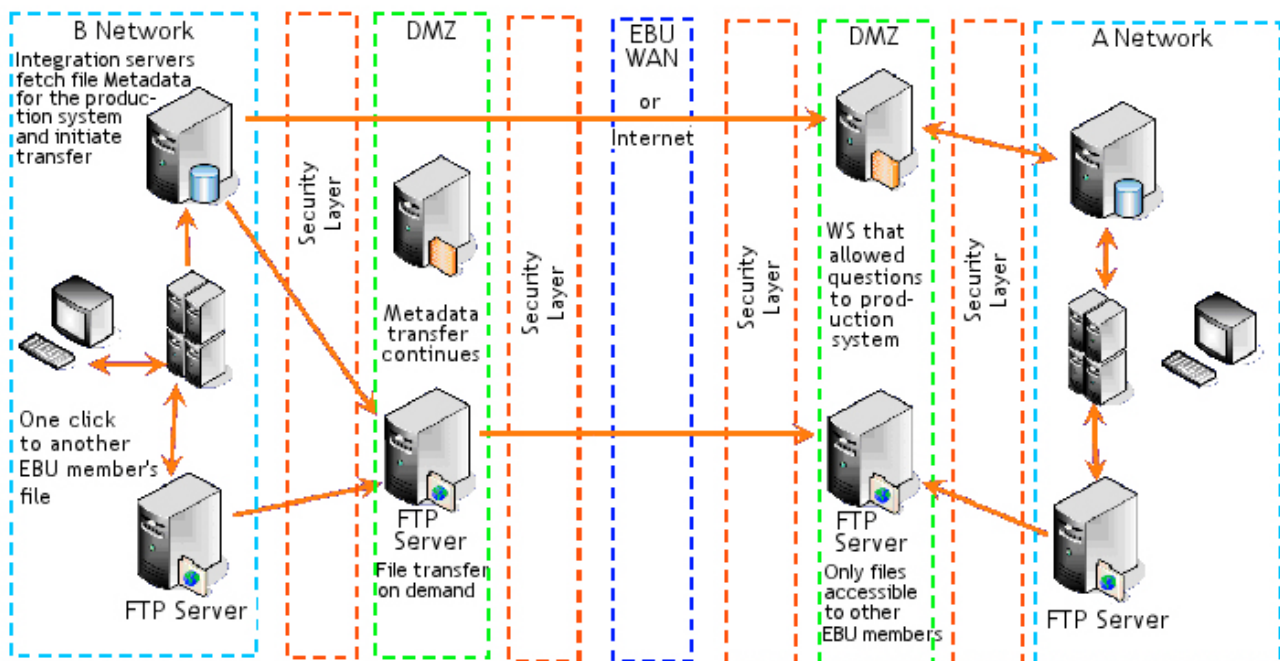 B Network
Integration servers
fetch file Metadata
for the produc-
tion system
and initiate
transfer
One click
to another
EBU member's
file
FTP Server
Security
Layer
DMZ
Metadata
transfer
continues
FTP
Server
File transfer
on demand
Security
Layer
EBU
WAN
or
Internet
Security
Layer
DMZ
WS that
allowed
questions
to prod-
uction
system
FTP
Server
Only files
accessible
to other
EBU members
Security
Layer
A Network
FTP Server